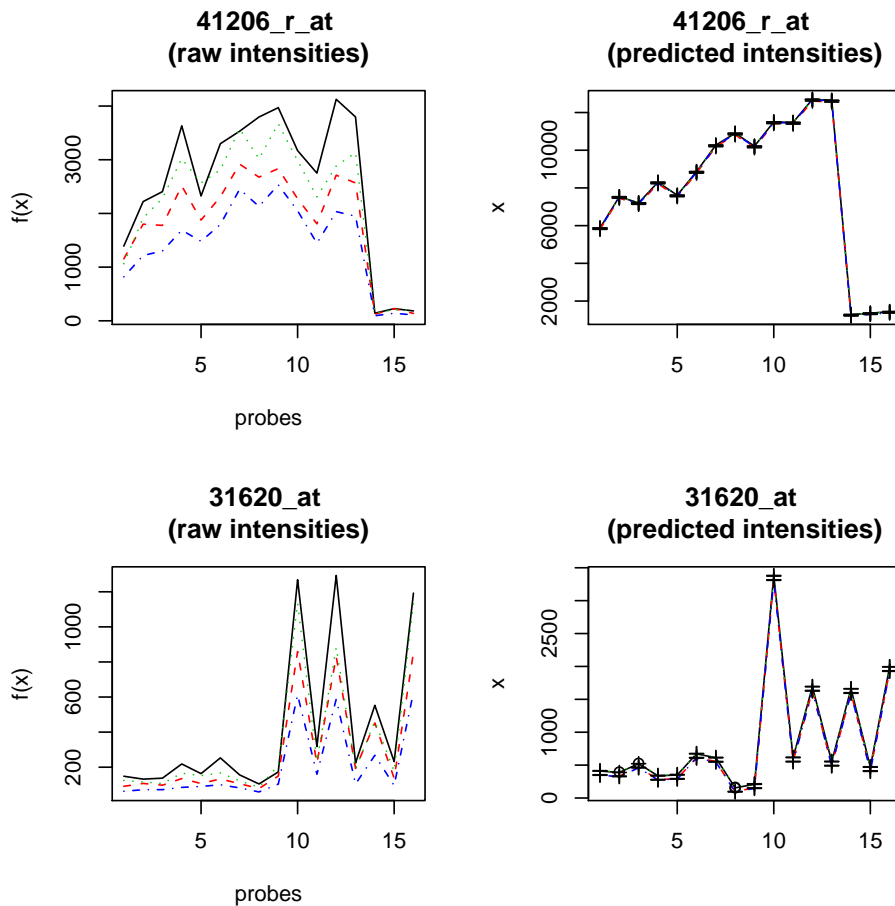 41206_r_at
(raw intensities)
f(x)
0
1000
3000
5
10
15
probes
41206_r_at
(predicted intensities)
x
2000
6000
10000
5
10
15
31620_at
(raw intensities)
f(x)
200
600
1000
5
10
15
probes
31620_at
(predicted intensities)
x
0
1000
2500
5
10
15